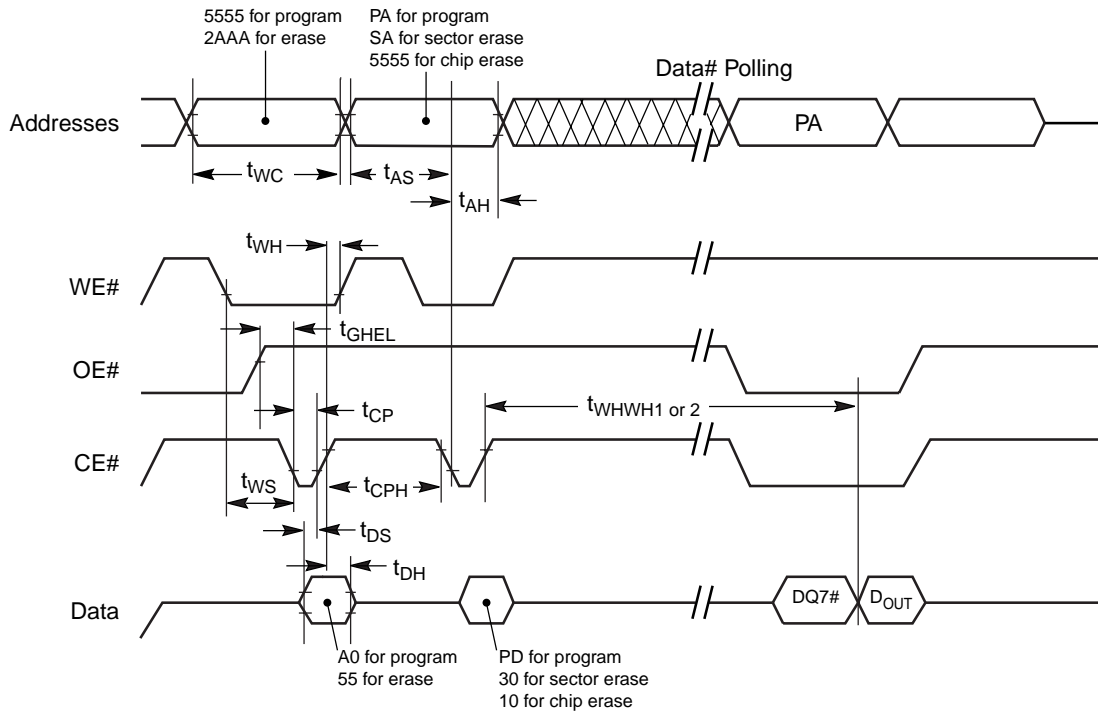 5555 for program
2AAA for erase
PA for program
SA for sector erase
5555 for chip erase
Data# Polling
Addresses
PA
tWC
tAS
tAH
tWH
WE#
tGHEL
OE#
tCP
tWHWH1 or 2
CE#
tWS
tCPH
tDS
tDH
Data
DQ7#
DOUT
A0 for program
55 for erase
PD for program
30 for sector erase
10 for chip erase